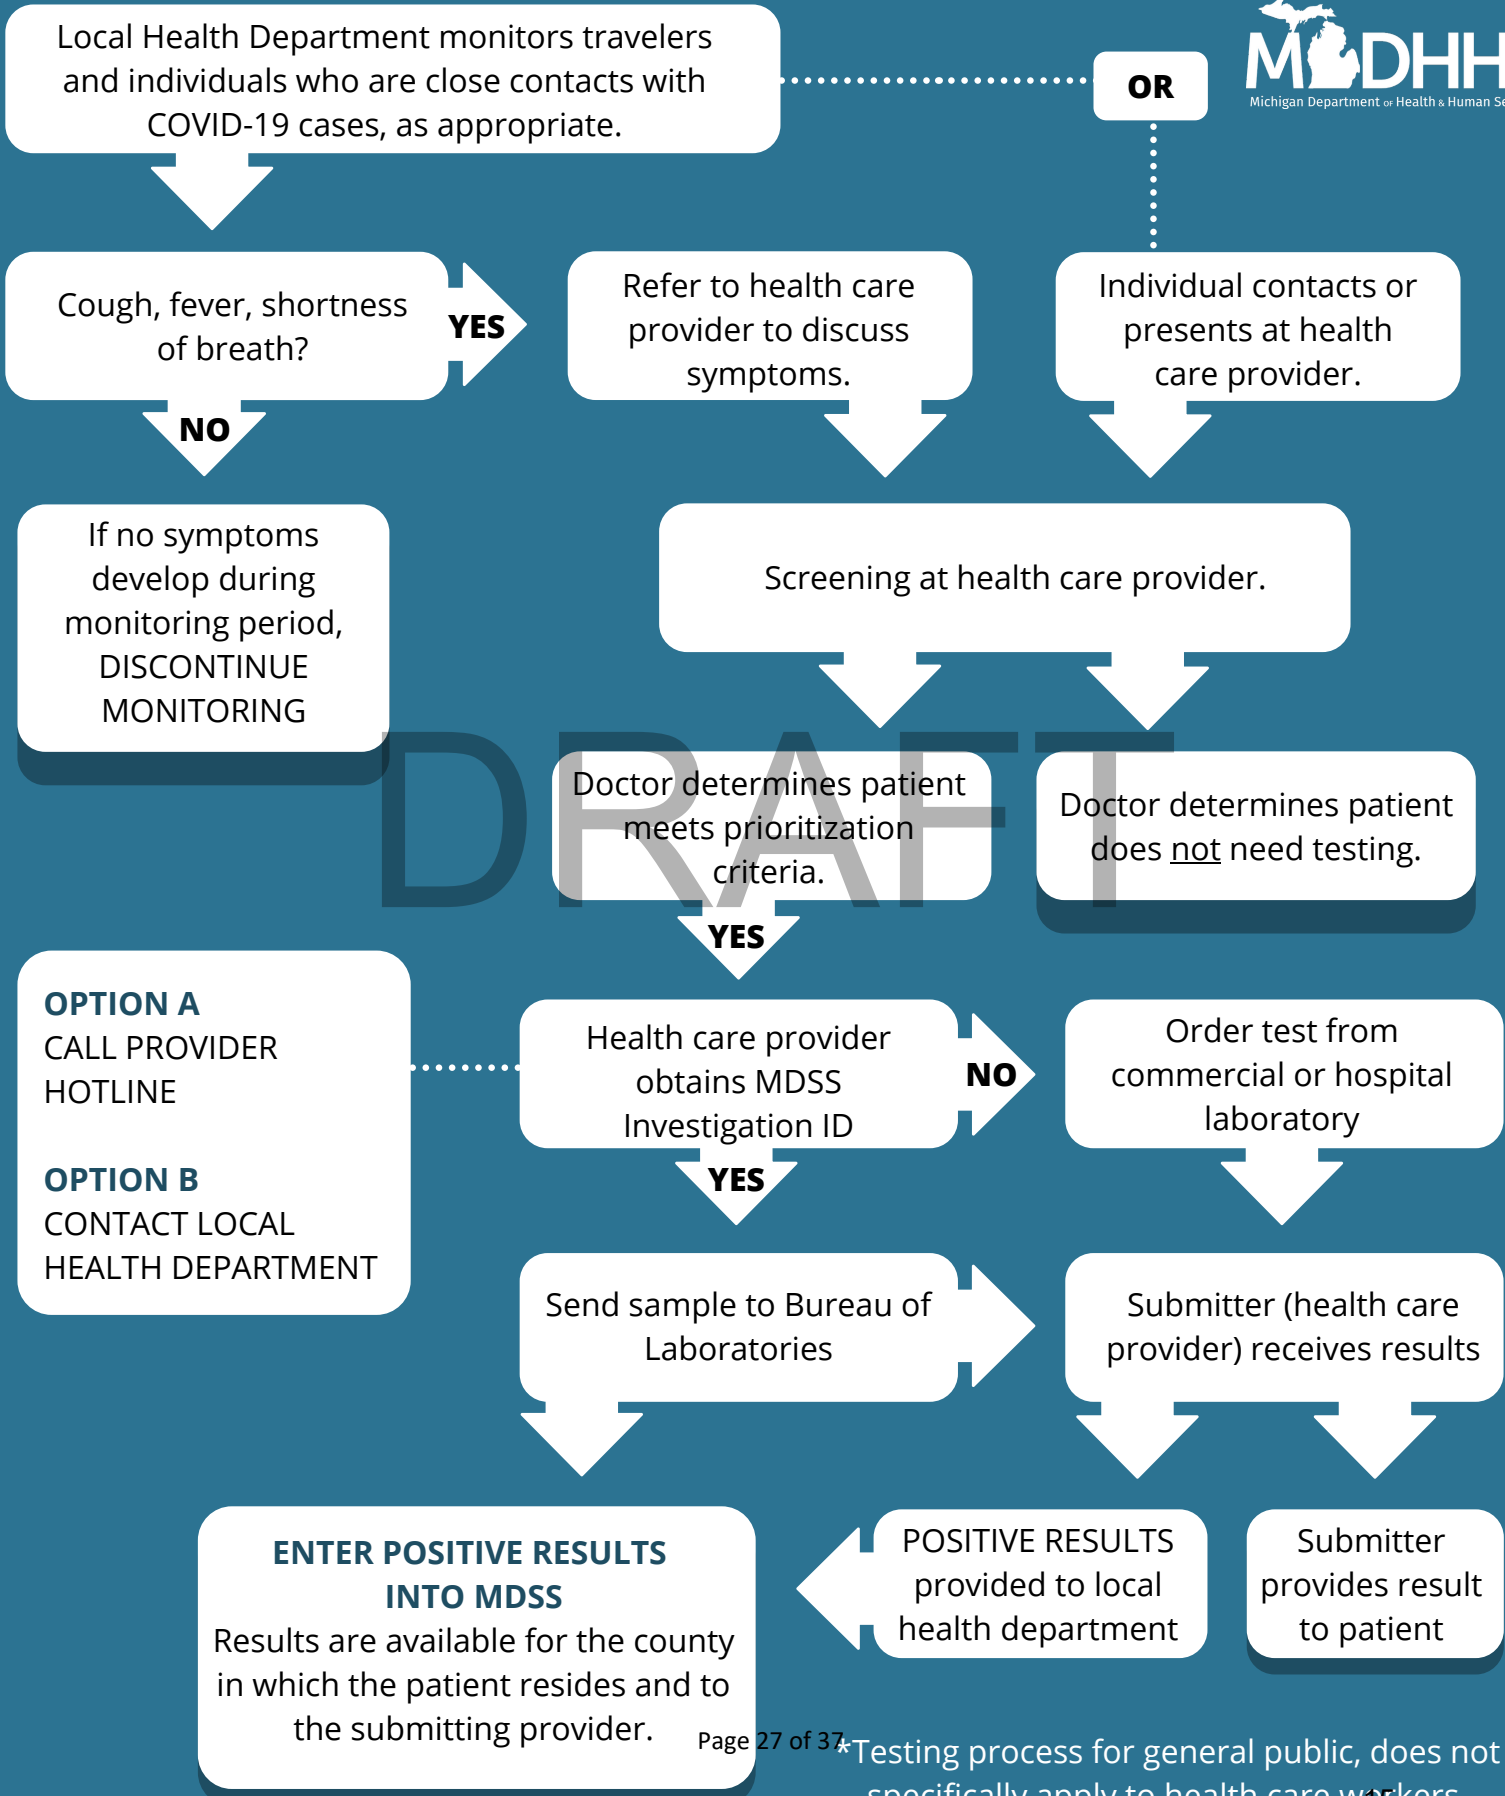 Local Health Department monitors travelers
and individuals who are close contacts with
COVID-19 cases, as appropriate.
OR
MDHH
Michigan Department OF Health & Human Se
Cough, fever, shortness
of breath?
YES
Refer to health care
provider to discuss
symptoms.
Individual contacts or
presents at health
care provider.
NO
If no symptoms
develop during
monitoring period,
DISCONTINUE
MONITORING
Screening at health care provider.
DRAFT
Doctor determines patient
meets prioritization
criteria.
Doctor determines patient
does not need testing.
YES
OPTION A
CALL PROVIDER
HOTLINE
OPTION B
CONTACT LOCAL
HEALTH DEPARTMENT
Health care provider
obtains MDSS
Investigation ID
NO
Order test from
commercial or hospital
laboratory
YES
Send sample to Bureau of
Laboratories
Submitter (health care
provider) receives results
ENTER POSITIVE RESULTS
INTO MDSS
Results are available for the county
in which the patient resides and to
the submitting provider.
POSITIVE RESULTS
provided to local
health department
Submitter
provides result
to patient
Page 27 of 37
*Testing process for general public, does not
specifically apply to health care workers
15